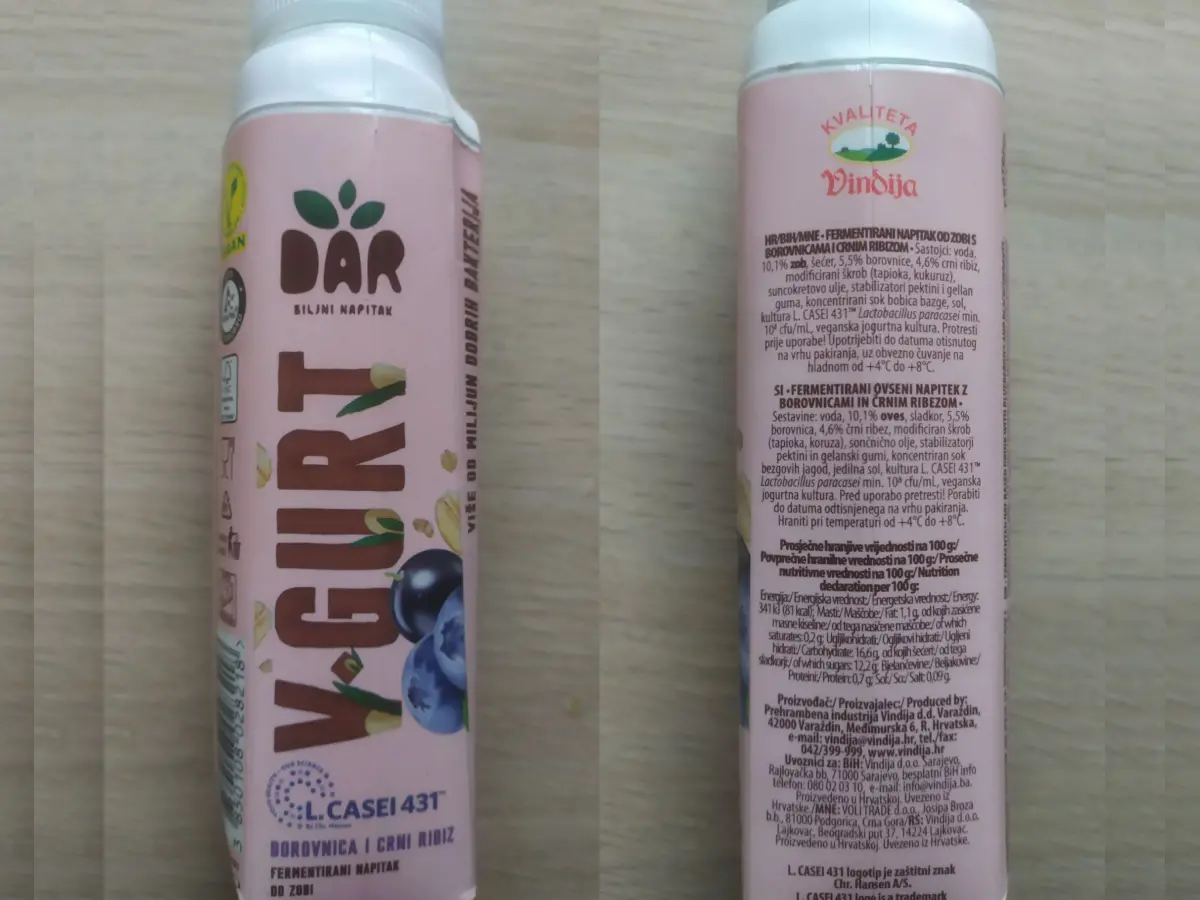 VEGAN
BAR
BILJNI NAPITAK
V·GURT
VIŠE OD MILIJUN DOBRIH BAKTERIJA
L.CASEI 431™
BOROVNICA I CRNI RIBIZ
FERMENTIRANI NAPITAK
OD ZOBI
KVALITETA
Vindija
HR/BIH/MNE • FERMENTIRANI NAPITAK OD ZOBI S
BOROVNICAMA I CRNIM RIBIZOM • Sastojci: voda,
10,1% zob, šećer, 5,5% borovnice, 4,6% crni ribiz,
modificirani škrob (tapioka, kukuruz),
suncokretovo ulje, stabilizatori pektini i gellan
guma, koncentrirani sok bobica bazge, sol,
kultura L. CASEI 431™ Lactobacillus paracasei min.
10⁸ cfu/mL, veganska jogurtna kultura. Protresti
prije uporabe! Upotrijebiti do datuma otisnutog
na vrhu pakiranja, uz obvezno čuvanje na
hladnom od +4°C do +8°C.
SI • FERMENTIRANI OVSENI NAPITEK Z
BOROVNICAMI IN ČRNIM RIBEZOM •
Sestavine: voda, 10,1% oves, sladkor, 5,5%
borovnica, 4,6% črni ribez, modificiran škrob
(tapioka, koruza), sončnično olje, stabilizatorji
pektini in gelanski gumi, koncentriran sok
bezgovih jagod, jedilna sol, kultura L. CASEI 431™
Lactobacillus paracasei min. 10⁸ cfu/mL, veganska
jogurtna kultura. Pred uporabo pretresti! Porabiti
do datuma odtisnjenega na vrhu pakiranja.
Hraniti pri temperaturi od +4°C do +8°C.
Prosječne hranjive vrijednosti na 100 g:/
Povprečne hranilne vrednosti na 100 g:/ Prosečne
nutritivne vrednosti na 100 g:/ Nutrition
declaration per 100 g:
Energija:/ Energijska vrednost:/ Energetska vrednost:/ Energy:
341 kJ (81 kcal); Masti:/ Maščobe:/ Fat: 1,1 g, od kojih zasićene
masne kiseline:/ od tega nasičene maščobe:/ of which
saturates: 0,2 g; Ugljikohidrati:/ Ogljikovi hidrati:/ Ugljeni
hidrati:/ Carbohydrate: 16,6 g, od kojih šećeri:/ od tega
sladkorji:/ of which sugars: 12,2 g; Bjelančevine:/ Beljakovine:/
Proteini:/ Protein: 0,7 g; Sol:/ So:/ Salt: 0,09 g.
Proizvođač:/ Proizvajalec:/ Produced by:
Prehrambena industrija Vindija d.d. Varaždin,
42000 Varaždin, Međimurska 6, R. Hrvatska,
e-mail: vindija@vindija.hr, tel./fax:
042/399-999, www.vindija.hr
Uvoznici za: BiH: Vindija d.o.o. Sarajevo,
Rajlovačka bb, 71000 Sarajevo, besplatni BiH info
telefon: 080 02 03 10, e-mail: info@vindija.ba.
Proizvedeno u Hrvatskoj. Uvezeno iz
Hrvatske./MNE: VOLI TRADE d.o.o., Josipa Broza
b.b., 81000 Podgorica, Crna Gora/RS: Vindija d.o.o.
Lajkovac, Beogradski put 37, 14224 Lajkovac.
Proizvedeno u Hrvatskoj. Uvezeno iz Hrvatske.
L. CASEI 431 logotip je zaštitni znak
Chr. Hansen A/S.
L. CASEI 431 logo is a trademark